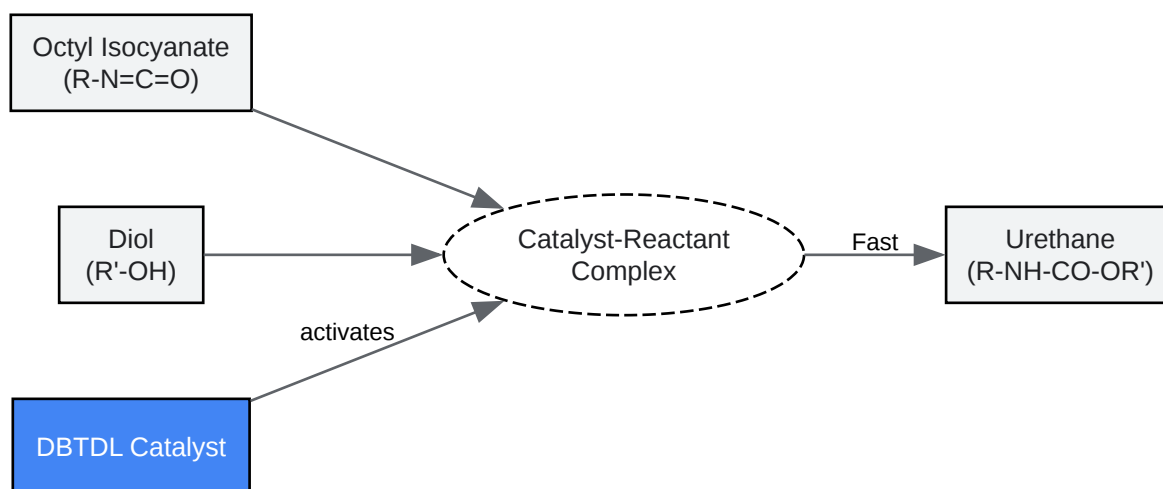 Octyl Isocyanate
(R-N=C=O)
Diol
(R'-OH)
activates
DBTDL Catalyst
Catalyst-Reactant
Complex
Fast
Urethane
(R-NH-CO-OR')